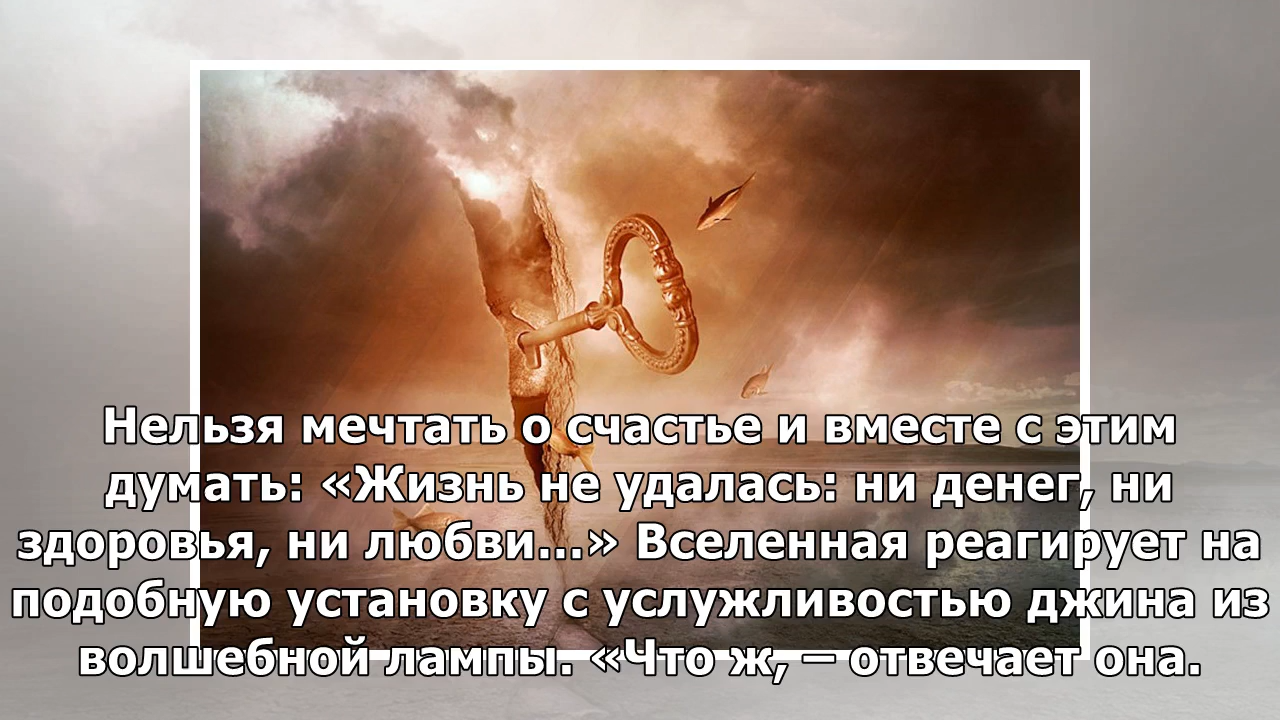 Нельзя мечтать о счастье и вместе с этим
думать: «Жизнь не удалась: ни денег, ни
здоровья, ни любви...» Вселенная реагирует на
подобную установку с услужливостью джина из
волшебной лампы. «Что ж, – отвечает она.